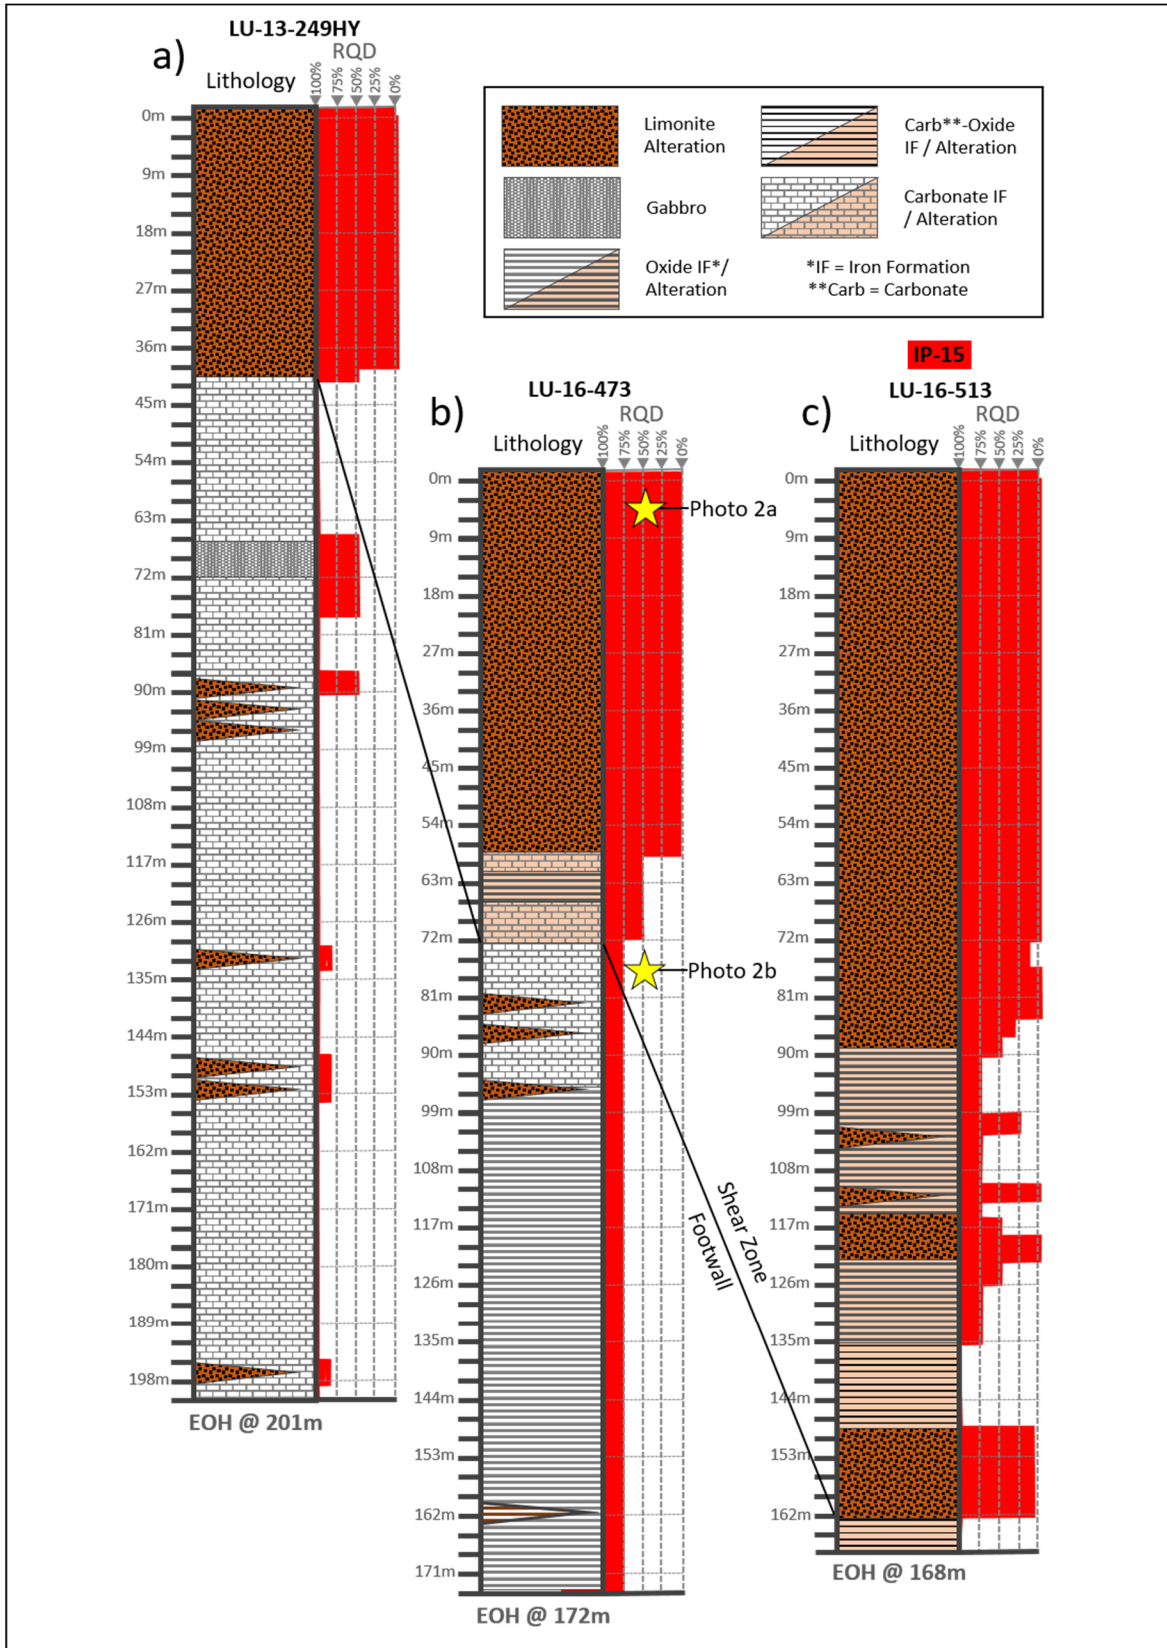 LU-13-249HY
a)
RQD
Lithology
100%
75%
50%
25%
0%
0m
9m
18m
27m
36m
45m
54m
63m
72m
81m
90m
99m
108m
117m
126m
135m
144m
153m
162m
171m
180m
189m
198m
EOH @ 201m
Limonite
Alteration
Gabbro
Oxide IF*/
Alteration
Carb**-Oxide
IF / Alteration
Carbonate IF
/ Alteration
*IF = Iron Formation
**Carb = Carbonate
LU-16-473
b)
RQD
Lithology
100%
75%
50%
25%
0%
0m
9m
18m
27m
36m
45m
54m
63m
72m
81m
90m
99m
108m
117m
126m
135m
144m
153m
162m
171m
EOH @ 172m
Photo 2a
Photo 2b
Shear Zone
Footwall
IP-15
LU-16-513
c)
RQD
Lithology
100%
75%
50%
25%
0%
0m
9m
18m
27m
36m
45m
54m
63m
72m
81m
90m
99m
108m
117m
126m
135m
144m
153m
162m
EOH @ 168m